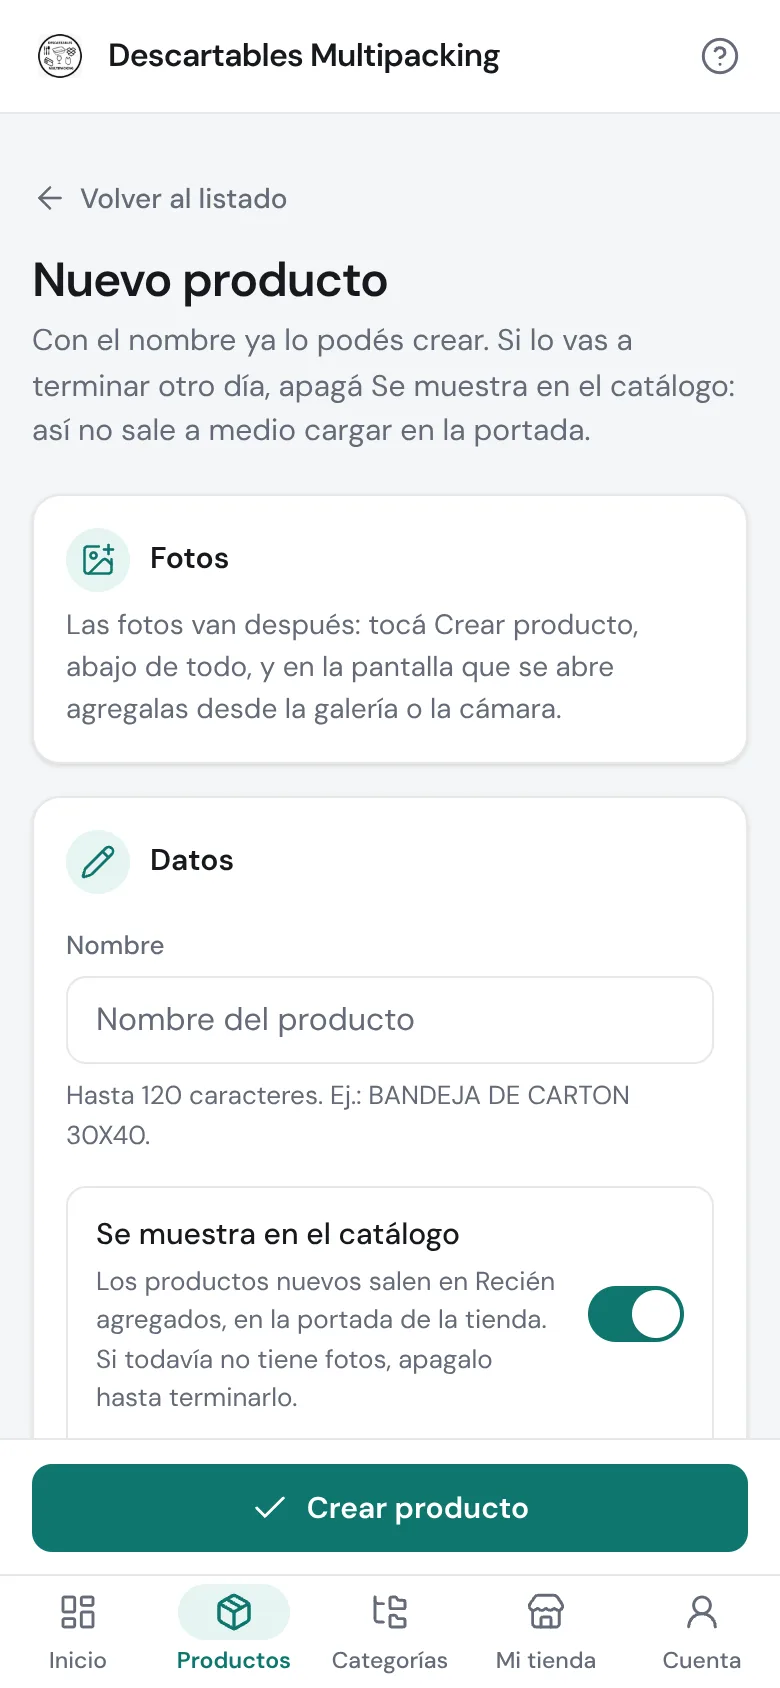 Descartables Multipacking
Volver al listado
Nuevo producto
Con el nombre ya lo podés crear. Si lo vas a
terminar otro día, apagá Se muestra en el catálogo:
así no sale a medio cargar en la portada.
Fotos
Las fotos van después: tocá Crear producto,
abajo de todo, y en la pantalla que se abre
agregalas desde la galería o la cámara.
Datos
Nombre
Nombre del producto
Hasta 120 caracteres. Ej.: BANDEJA DE CARTON
30X40.
Se muestra en el catálogo
Los productos nuevos salen en Recién
agregados, en la portada de la tienda.
Si todavía no tiene fotos, apagalo
hasta terminarlo.
Crear producto
Inicio
Productos
Categorías
Mi tienda
Cuenta